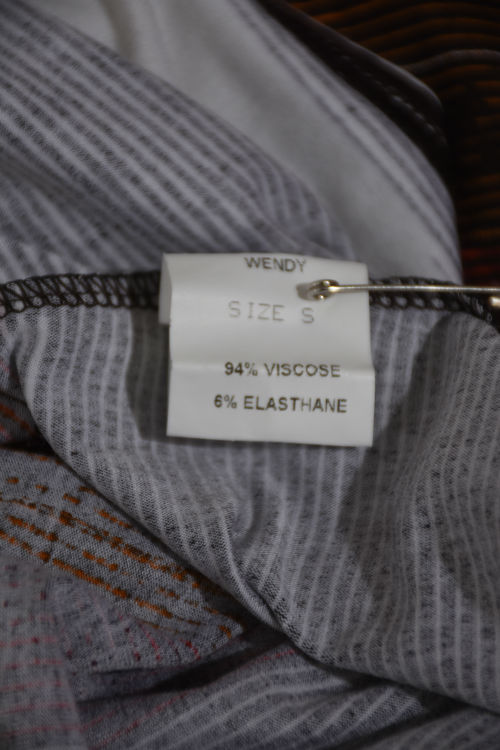 WENDY
SIZE S
94% VISCOSE
6% ELASTHANE